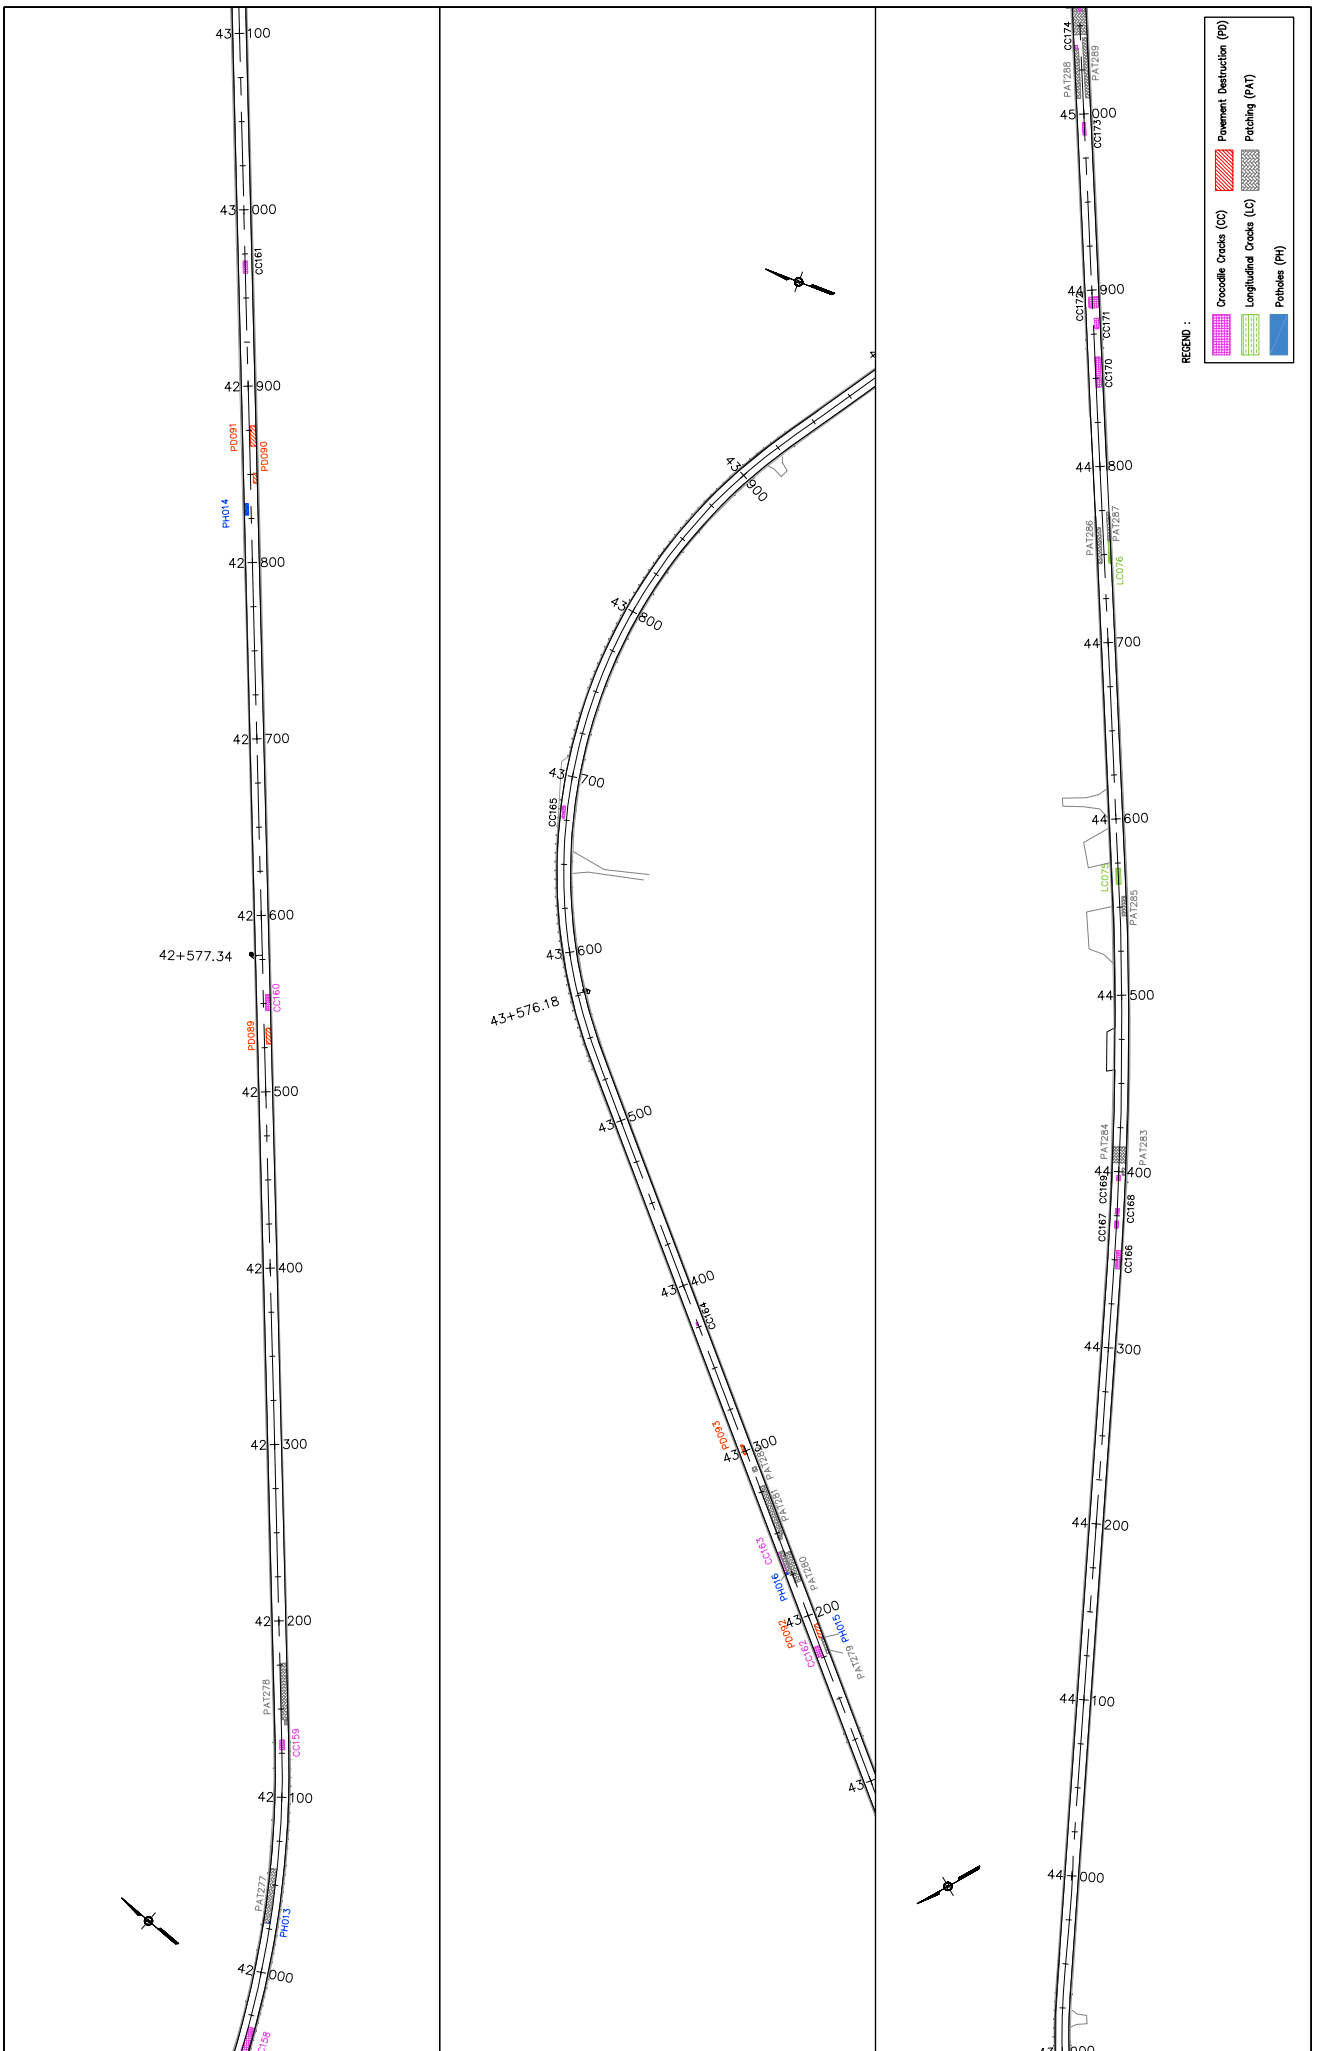 43 100
43 000
CC161
42 900
PD091
PD090
PH014
42 800
42 700
42 600
42+577.34
CC160
PD089
42 500
42 400
42 300
42 200
PAT278
CC159
42 100
PAT277
PH013
42 000
43 900
43 800
43 700
CC165
43 600
43+576.18
43 500
43 400
CC164
PD093
43 300
PAT281
CC163
PAT280
PH016
43 200
PH015
PD092
CC162
PAT279
43
CC174
PAT288
PAT289
45 000
CC173
44 900
CC172
CC171
CC170
44 800
PAT286
PAT287
LC076
44 700
44 600
LC075
PAT285
44 500
PAT284
PAT283
44 400
CC169
CC168
CC167
CC166
44 300
44 200
44 100
44 000
REGEND :
Crocodile Cracks (CC)
Pavement Destruction (PD)
Longitudinal Cracks (LC)
Patching (PAT)
Potholes (PH)